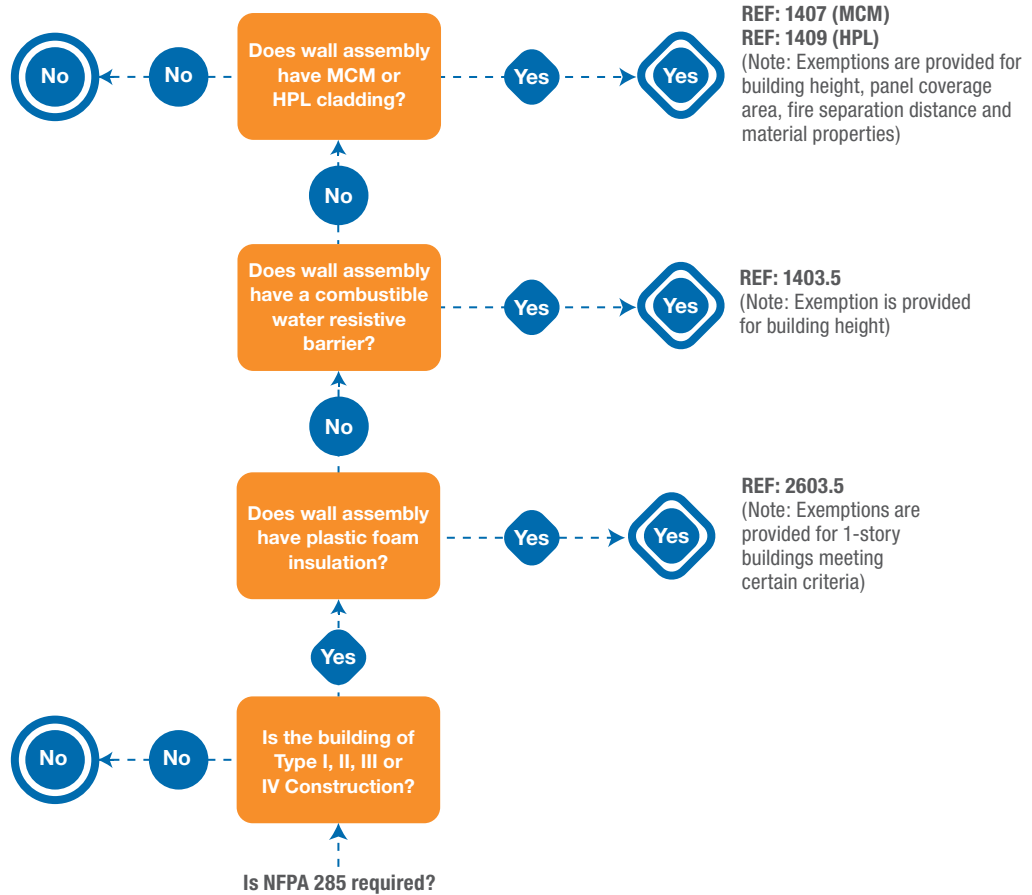 REF: 1407 (MCM)
REF: 1409 (HPL)
(Note: Exemptions are provided for
building height, panel coverage
area, fire separation distance and
material properties)
No
No
Does wall assembly
have MCM or
HPL cladding?
Yes
Yes
No
Does wall assembly
have a combustible
water resistive
barrier?
Yes
Yes
REF: 1403.5
(Note: Exemption is provided
for building height)
No
Does wall assembly
have plastic foam
insulation?
Yes
Yes
REF: 2603.5
(Note: Exemptions are
provided for 1-story
buildings meeting
certain criteria)
Yes
No
No
Is the building of
Type I, II, III or
IV Construction?
Is NFPA 285 required?